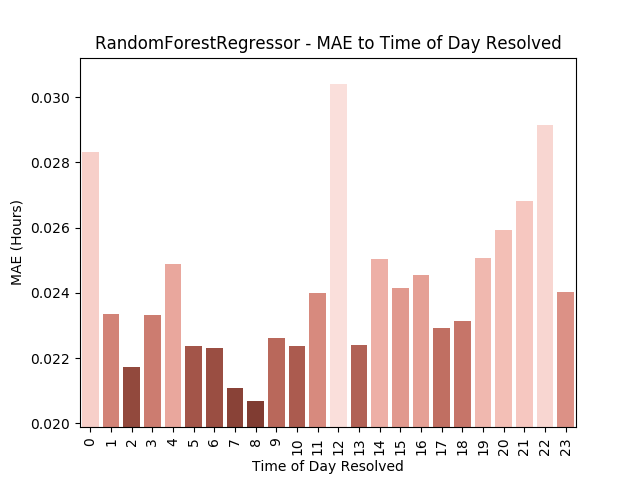 RandomForestRegressor - MAE to Time of Day Resolved
0.030
0.028
0.026
0.024
0.022
0.020
MAE (Hours)
0 1 2 3 4 5 6 7 8 9 10 11 12 13 14 15 16 17 18 19 20 21 22 23
Time of Day Resolved